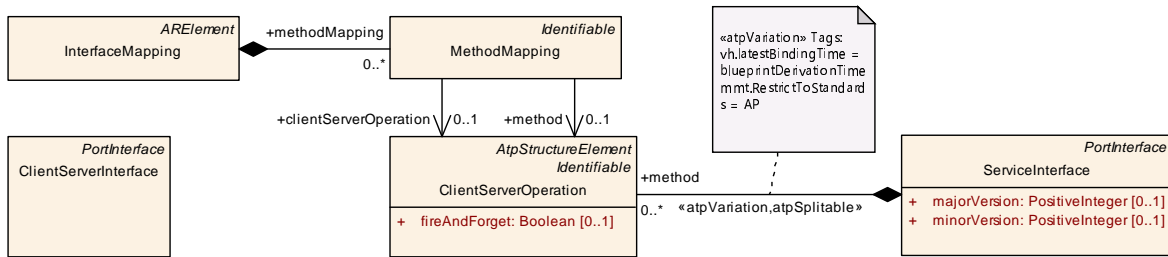 ARElement
InterfaceMapping
+methodMapping
0..*
Identifiable
MethodMapping
«atpVariation» Tags:
vh.latestBindingTime =
blueprintDerivationTime
mmt.RestrictToStandard
s = AP
+clientServerOperation
0..1
+method
0..1
PortInterface
ClientServerInterface
AtpStructureElement
Identifiable
ClientServerOperation
+ fireAndForget: Boolean [0..1]
+method
0..*
«atpVariation,atpSplitable»
PortInterface
ServiceInterface
+ majorVersion: PositiveInteger [0..1]
+ minorVersion: PositiveInteger [0..1]